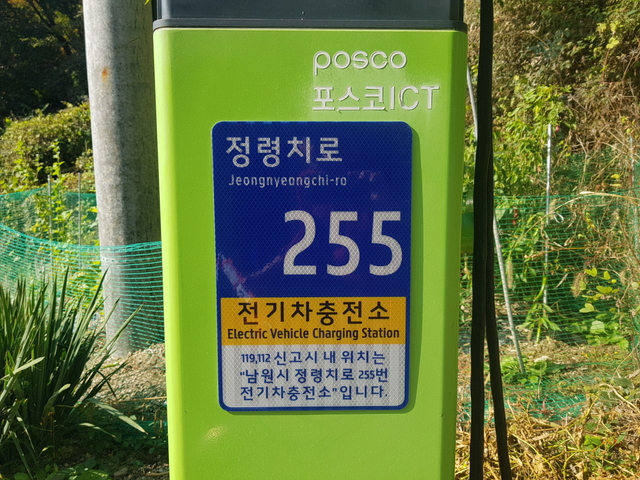 posco
포스코ICT
정령치로
Jeongnyeongchi-ro
255
전기차충전소
Electric Vehicle Charging Station
119,112 신고시 내 위치는
"남원시 정령치로 255번
전기차충전소"입니다.